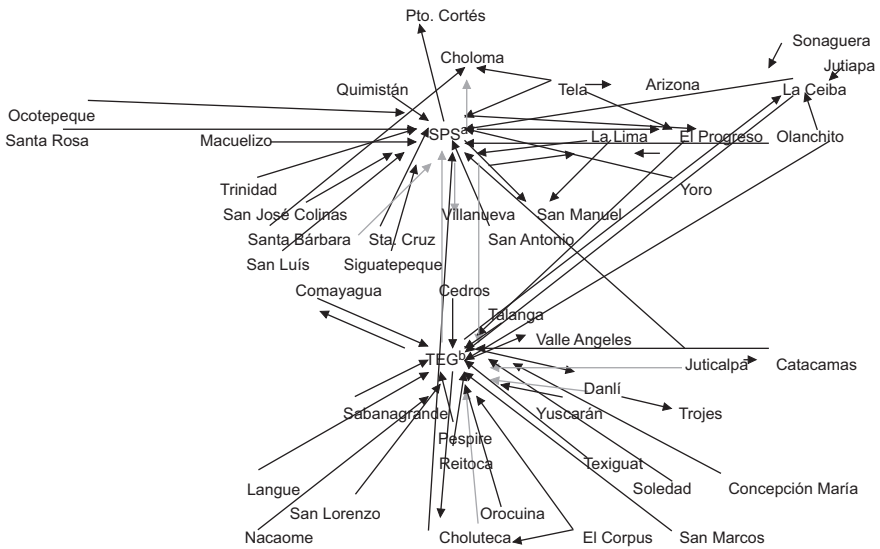 Pto. Cortés
Sonaguera
Choloma
Jutiapa
Quimistán
Tela
Arizona
La Ceiba
Ocotepeque
Santa Rosa
Macuelizo
SPSa
La Lima
El Progreso
Olanchito
Trinidad
Yoro
San José Colinas
Villanueva
San Manuel
Santa Bárbara
Sta. Cruz
San Antonio
San Luís
Siguatepeque
Comayagua
Cedros
Talanga
Valle Angeles
TEGb
Juticalpa
Catacamas
Danlí
Sabanagrande
Yuscarán
Trojes
Pespire
Reitoca
Texiguat
Langue
Soledad
Concepción María
San Lorenzo
Orocuina
Nacaome
Choluteca
El Corpus
San Marcos